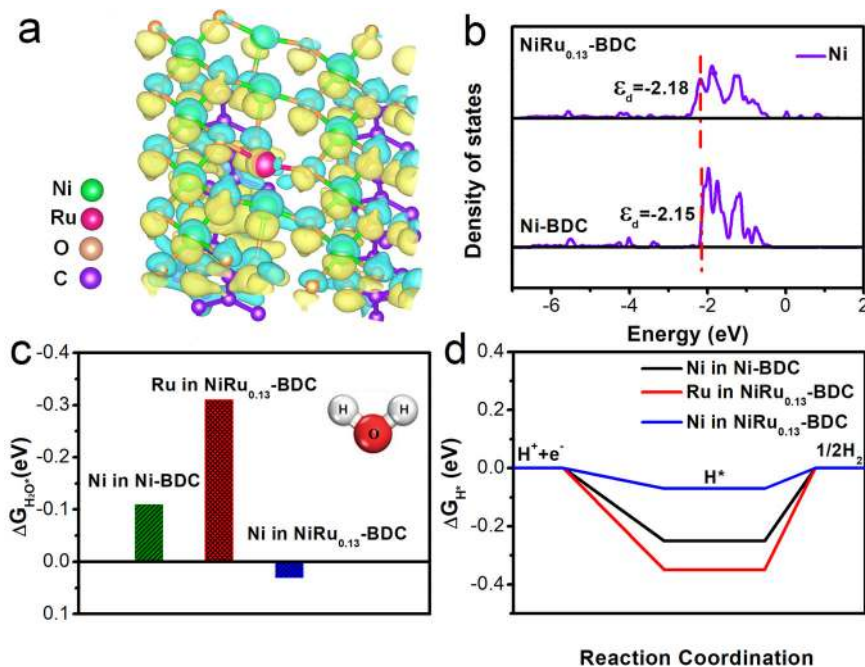 a
Ni
Ru
O
C
b
NiRu0.13-BDC
Ni
εd=-2.18
Ni-BDC
εd=-2.15
Density of states
-6
-4
-2
0
2
Energy (eV)
c
-0.4
-0.3
-0.2
-0.1
0.0
0.1
ΔG_H₂O* (eV)
Ru in NiRu0.13-BDC
H
H
O
Ni in Ni-BDC
Ni in NiRu0.13-BDC
d
0.4
0.2
0.0
-0.2
-0.4
ΔG_H* (eV)
Ni in Ni-BDC
Ru in NiRu0.13-BDC
Ni in NiRu0.13-BDC
H⁺+e⁻
H*
1/2H₂
Reaction Coordination